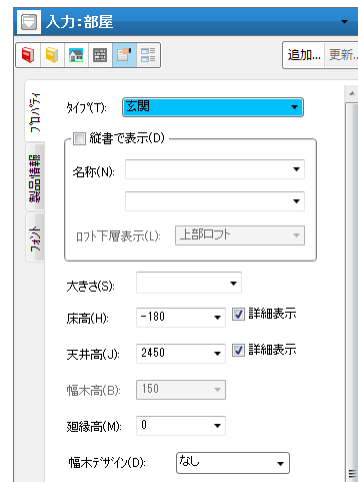 入力:部屋
追加... 更新...
プロパティ
製品情報
フォント
タイプ(T): 玄関
縦書で表示(D)
名称(N):
ロフト下層表示(L): 上部ロフト
大きさ(S):
床高(H): -180 詳細表示
天井高(J): 2450 詳細表示
幅木高(B): 150
廻縁高(M): 0
幅木デザイン(D): なし